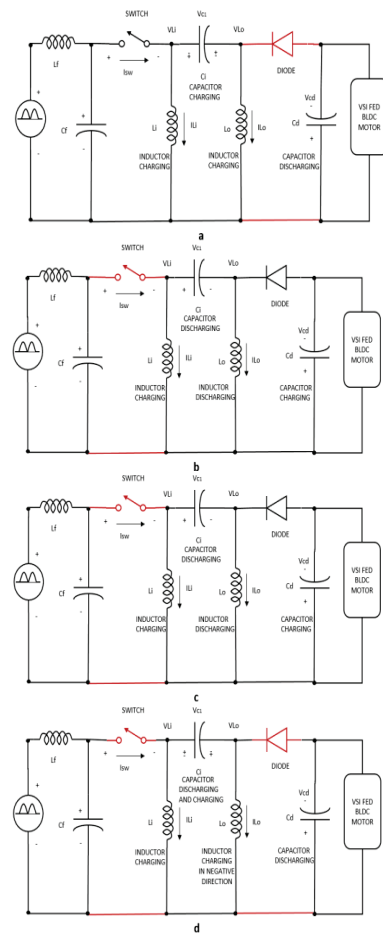 SWITCH
Lf
+ Isw -
VLi
Vc1
VLo
Ci
CAPACITOR
CHARGING
DIODE
Vcd
Cd
Cf
Li
ILi
Lo
ILo
INDUCTOR
CHARGING
INDUCTOR
CHARGING
CAPACITOR
DISCHARGING
VSI FED
BLDC
MOTOR
a
SWITCH
Lf
+ Isw -
VLi
Vc1
VLo
Ci
CAPACITOR
DISCHARGING
DIODE
Vcd
Cd
Cf
Li
ILi
Lo
ILo
INDUCTOR
CHARGING
INDUCTOR
DISCHARGING
CAPACITOR
CHARGING
VSI FED
BLDC
MOTOR
b
SWITCH
Lf
+ Isw -
VLi
Vc1
VLo
Ci
CAPACITOR
DISCHARGING
DIODE
Vcd
Cd
Cf
Li
ILi
Lo
ILo
INDUCTOR
CHARGING
INDUCTOR
DISCHARGING
CAPACITOR
CHARGING
VSI FED
BLDC
MOTOR
c
SWITCH
Lf
+ Isw -
VLi
Vc1
VLo
Ci
CAPACITOR
DISCHARGING
AND CHARGING
DIODE
Vcd
Cd
Cf
Li
ILi
Lo
ILo
INDUCTOR
CHARGING
INDUCTOR
CHARGING
IN NEGATIVE
DIRECTION
CAPACITOR
DISCHARGING
VSI FED
BLDC
MOTOR
d